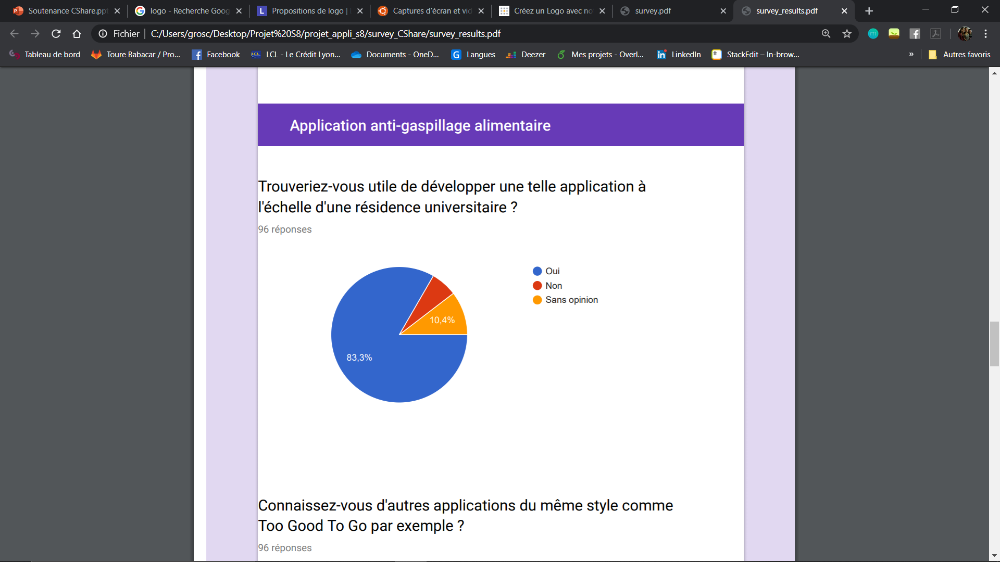 Soutenance CShare.ppt
logo - Recherche Goog
Propositions de logo |
Captures d'écran et vid
Créez un Logo avec no
survey.pdf
survey_results.pdf
Fichier
C:/Users/grosc/Desktop/Projet%20S8/projet_appli_s8/survey_CShare/survey_results.pdf
Tableau de bord
Toure Babacar / Pro...
Facebook
LCL - Le Crédit Lyon...
Documents - OneD...
Langues
Deezer
Mes projets - Overl...
LinkedIn
StackEdit – In-brow...
»
Autres favoris
Application anti-gaspillage alimentaire
Trouveriez-vous utile de développer une telle application à
l'échelle d'une résidence universitaire ?
96 réponses
Oui
Non
Sans opinion
10,4%
83,3%
Connaissez-vous d'autres applications du même style comme
Too Good To Go par exemple ?
96 réponses